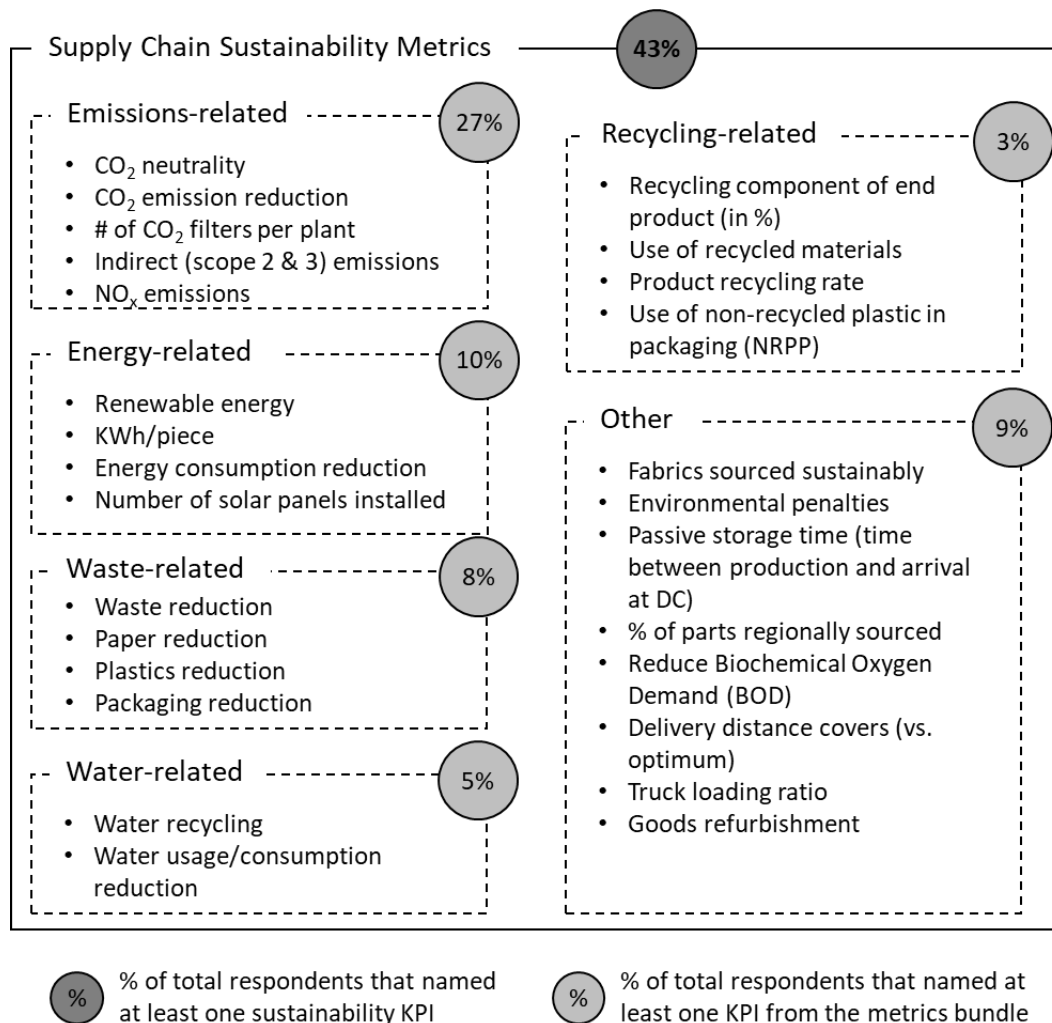 Supply Chain Sustainability Metrics
43%
Emissions-related
27%
• CO₂ neutrality
• CO₂ emission reduction
• # of CO₂ filters per plant
• Indirect (scope 2 & 3) emissions
• NOₓ emissions
Energy-related
10%
• Renewable energy
• KWh/piece
• Energy consumption reduction
• Number of solar panels installed
Waste-related
8%
• Waste reduction
• Paper reduction
• Plastics reduction
• Packaging reduction
Water-related
5%
• Water recycling
• Water usage/consumption
reduction
Recycling-related
3%
• Recycling component of end
product (in %)
• Use of recycled materials
• Product recycling rate
• Use of non-recycled plastic in
packaging (NRPP)
Other
9%
• Fabrics sourced sustainably
• Environmental penalties
• Passive storage time (time
between production and arrival
at DC)
• % of parts regionally sourced
• Reduce Biochemical Oxygen
Demand (BOD)
• Delivery distance covers (vs.
optimum)
• Truck loading ratio
• Goods refurbishment
%
% of total respondents that named
at least one sustainability KPI
%
% of total respondents that named at
least one KPI from the metrics bundle